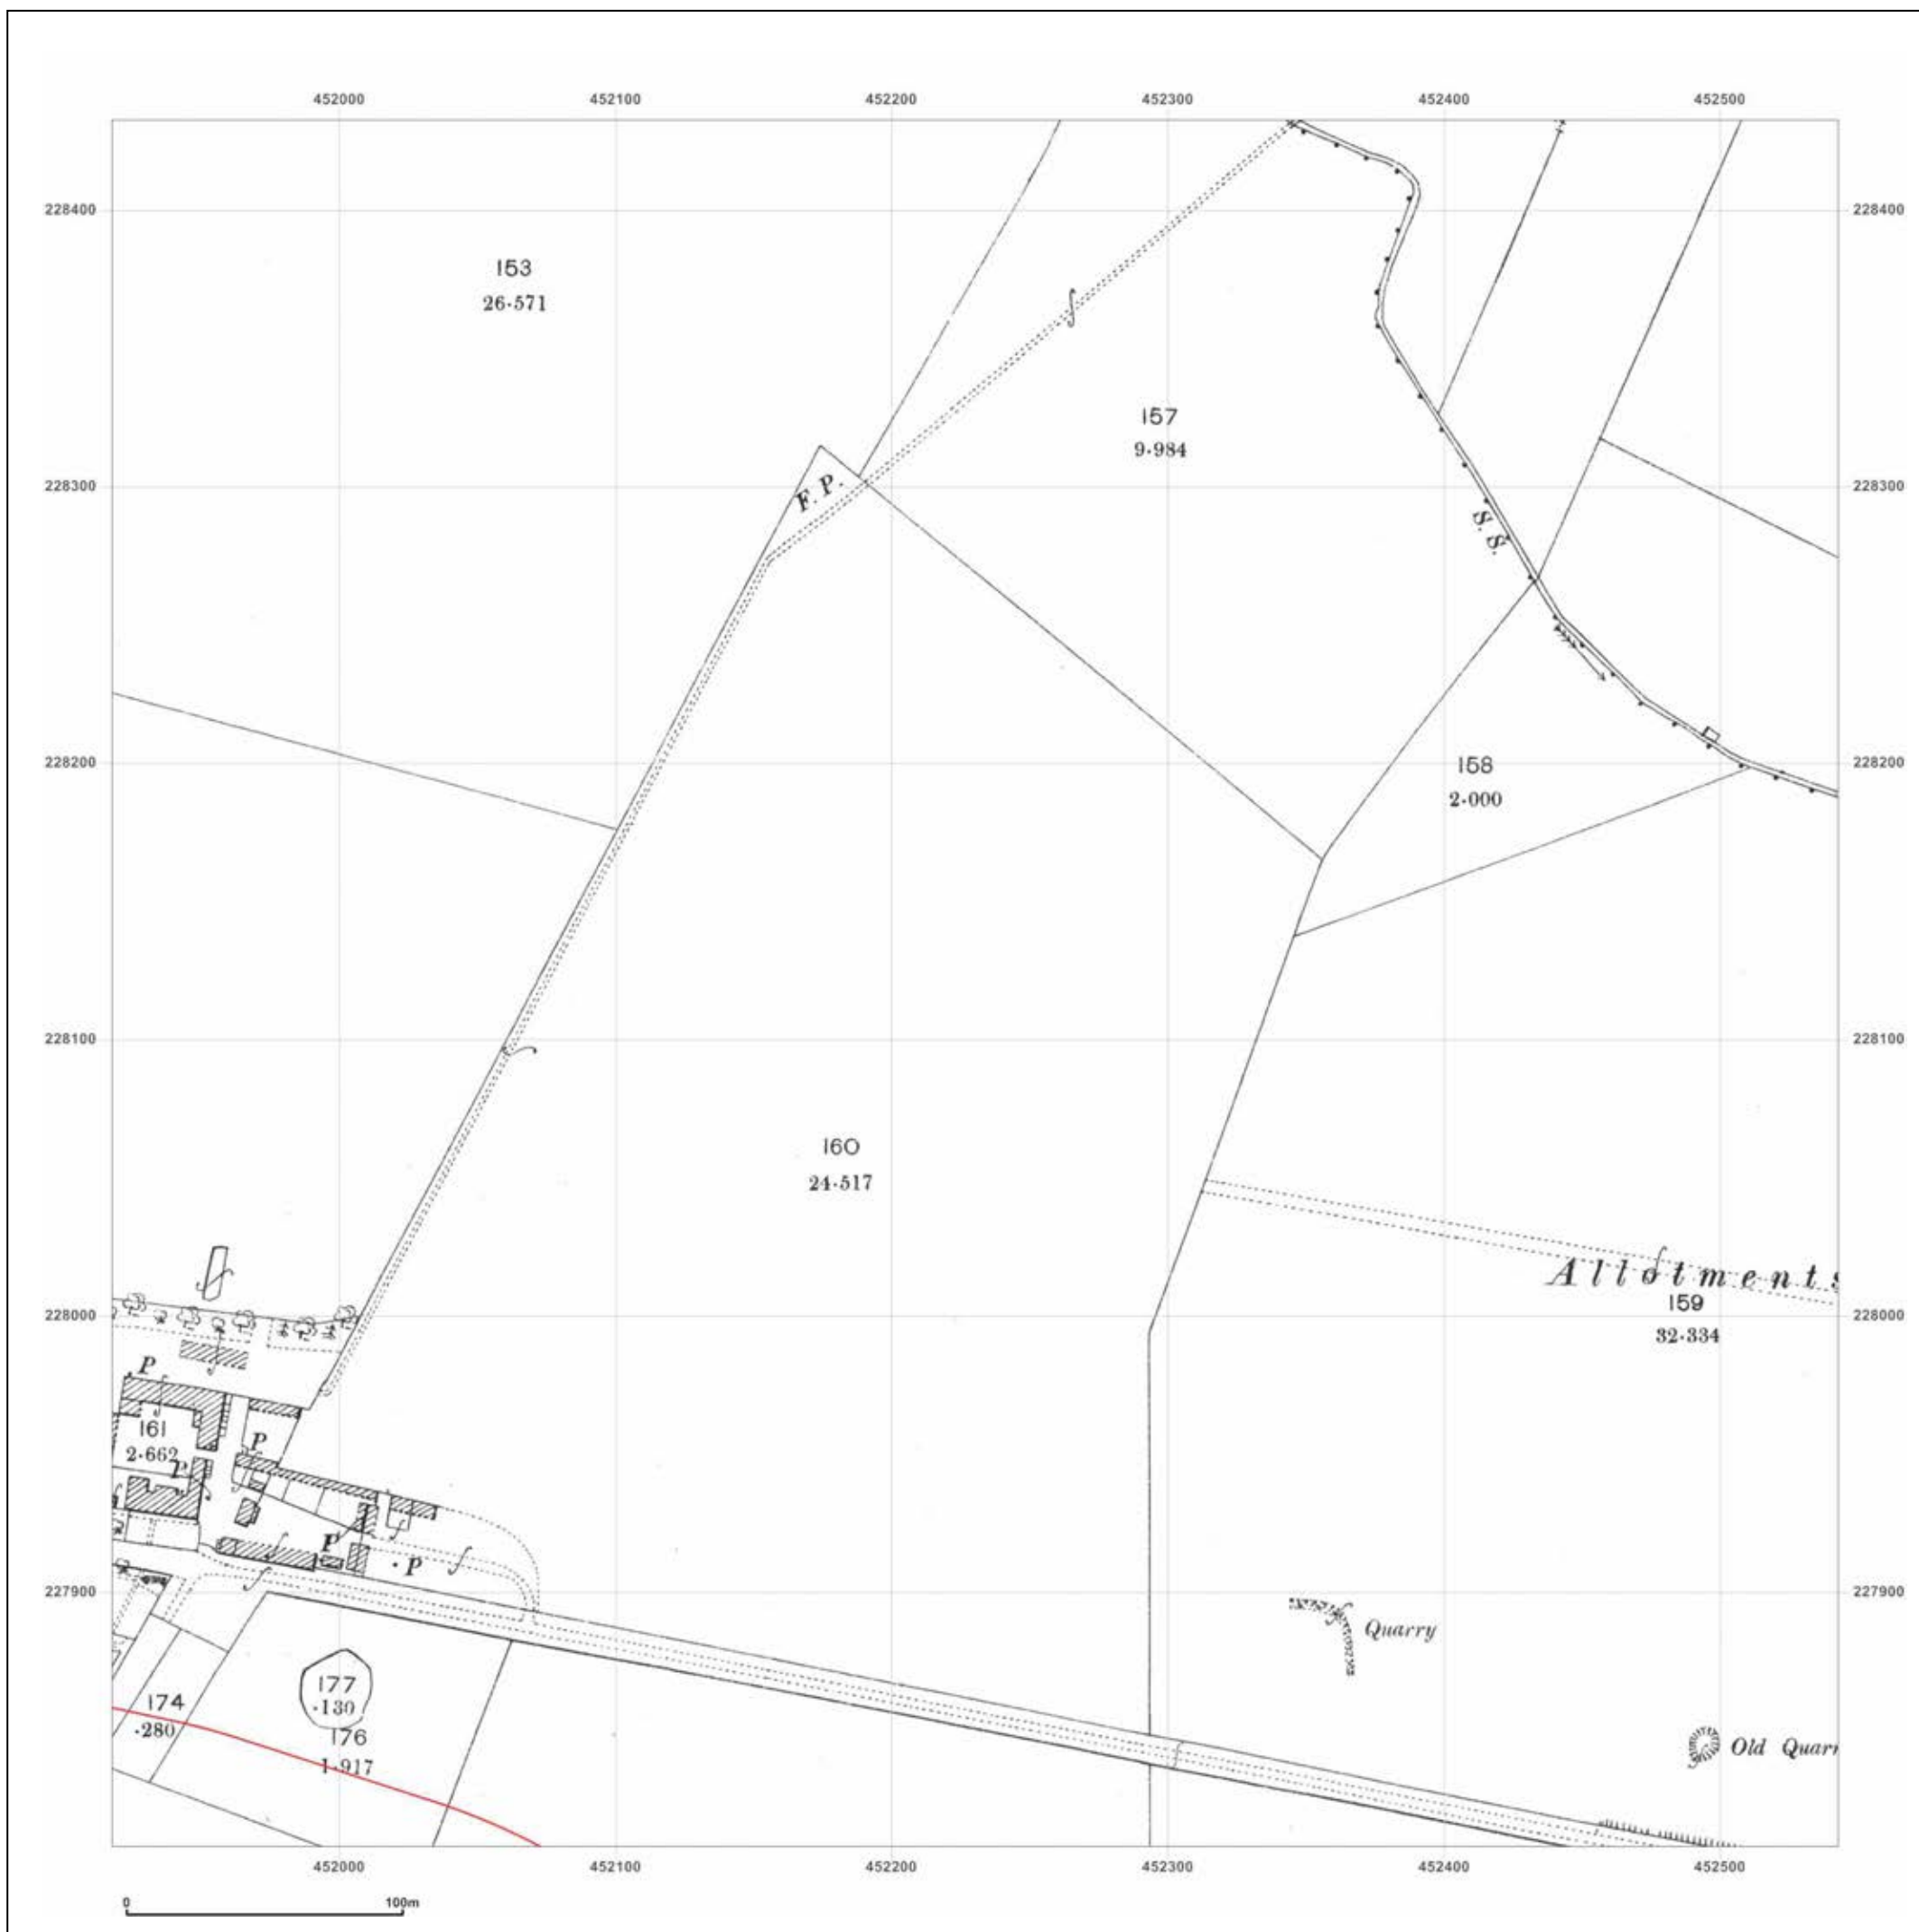 452000 452100 452200 452300 452400 452500
228400 228400
153
26·571
157
9·984
F. P.
228300 228300
S. S.
228200 228200
158
2·000
228100 228100
160
24·517
Allotments
228000 228000
159
32·334
P
161
2·662
P
P
P
P
227900 227900
Quarry
177
·130
174
·280
176
1·917
Old Quarr
452000 452100 452200 452300 452400 452500
0 100m